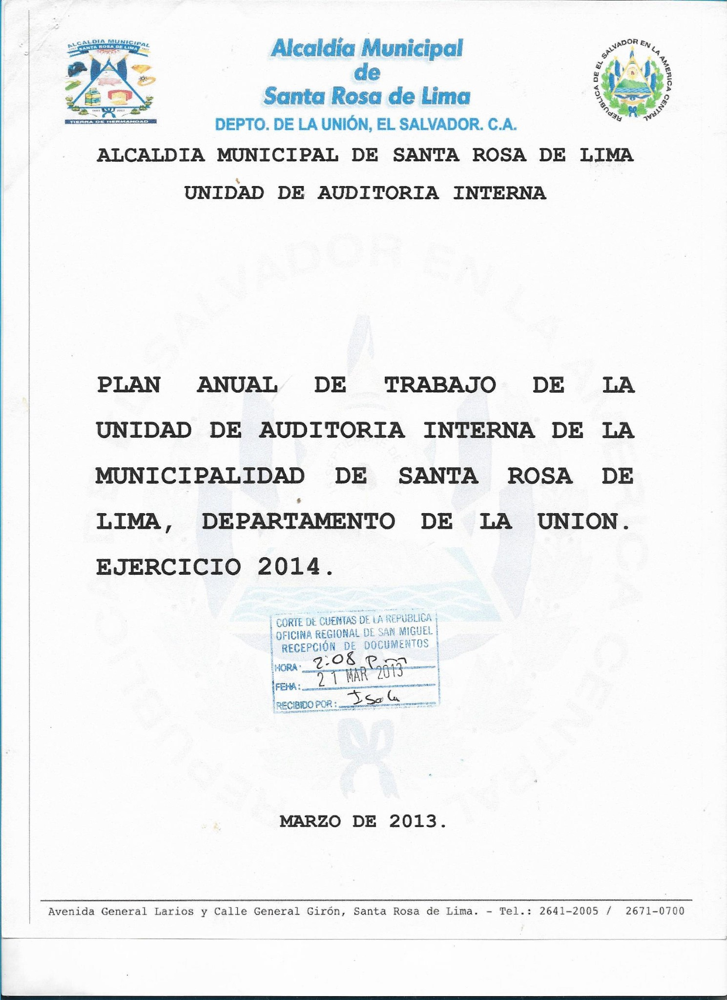 ALCALDIA MUNICIPAL
SANTA ROSA DE LIMA
TIERRA DE HERMANDAD
Alcaldía Municipal
de
Santa Rosa de Lima
DEPTO. DE LA UNIÓN, EL SALVADOR. C.A.
REPUBLICA DE EL SALVADOR EN LA AMERICA CENTRAL
ALCALDIA MUNICIPAL DE SANTA ROSA DE LIMA
UNIDAD DE AUDITORIA INTERNA
PLAN ANUAL DE TRABAJO DE LA
UNIDAD DE AUDITORIA INTERNA DE LA
MUNICIPALIDAD DE SANTA ROSA DE
LIMA, DEPARTAMENTO DE LA UNION.
EJERCICIO 2014.
CORTE DE CUENTAS DE LA REPUBLICA
OFICINA REGIONAL DE SAN MIGUEL
RECEPCIÓN DE DOCUMENTOS
HORA: 2:08 pm
FEHA: 21 MAR 2013
RECIBIDO POR:
MARZO DE 2013.
Avenida General Larios y Calle General Girón, Santa Rosa de Lima. - Tel.: 2641-2005 / 2671-0700